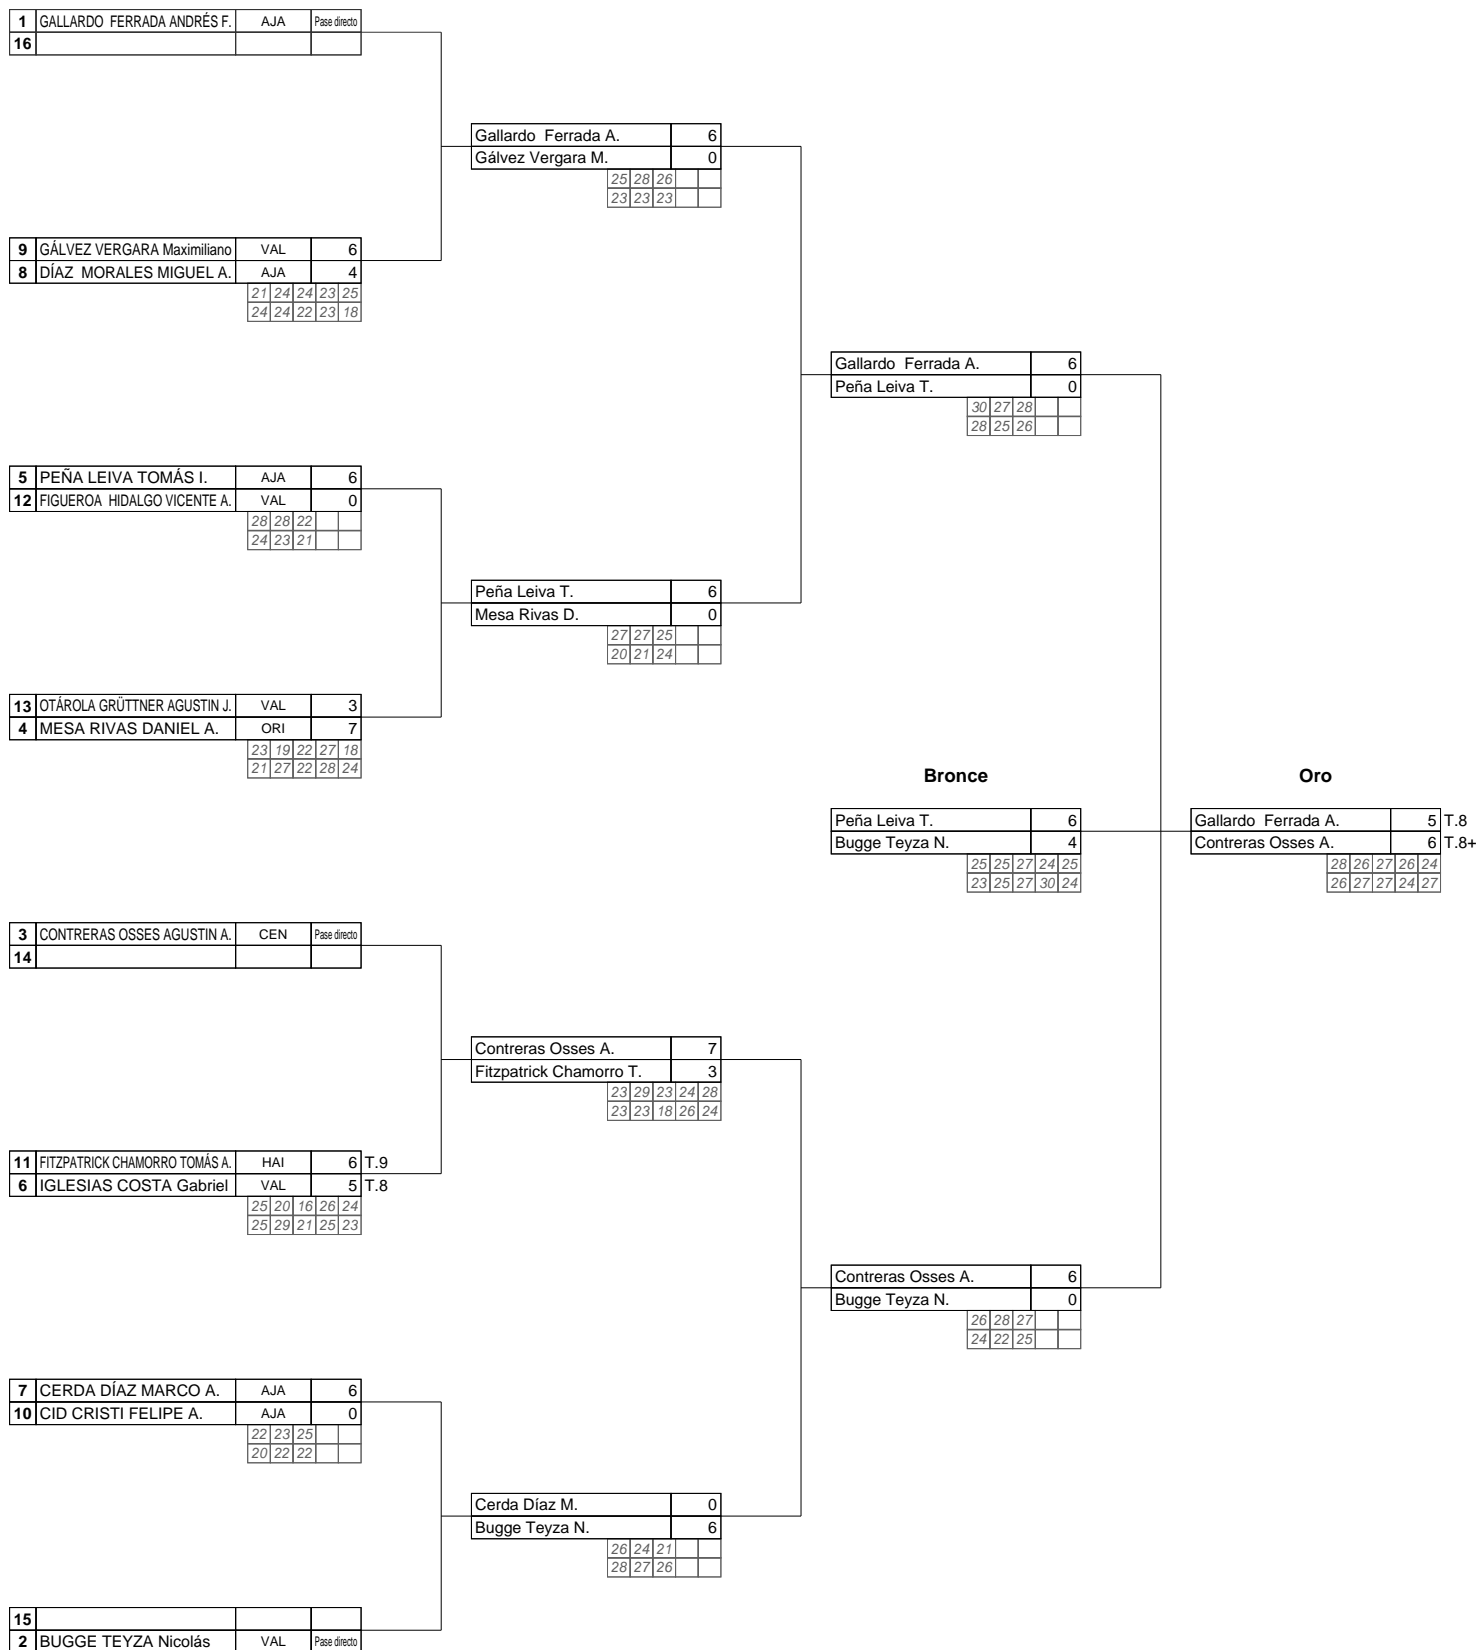 1 GALLARDO FERRADA ANDRÉS F. AJA Pase directo
16
Gallardo Ferrada A. 6
Gálvez Vergara M. 0
25 28 26
23 23 23
9 GÁLVEZ VERGARA Maximiliano VAL 6
8 DÍAZ MORALES MIGUEL A. AJA 4
21 24 24 23 25
24 24 22 23 18
Gallardo Ferrada A. 6
Peña Leiva T. 0
30 27 28
28 25 26
5 PEÑA LEIVA TOMÁS I. AJA 6
12 FIGUEROA HIDALGO VICENTE A. VAL 0
28 28 22
24 23 21
Peña Leiva T. 6
Mesa Rivas D. 0
27 27 25
20 21 24
13 OTÁROLA GRÜTTNER AGUSTIN J. VAL 3
4 MESA RIVAS DANIEL A. ORI 7
23 19 22 27 18
21 27 22 28 24
Bronce Oro
Peña Leiva T. 6
Bugge Teyza N. 4
25 25 27 24 25
23 25 27 30 24
Gallardo Ferrada A. 5 T.8
Contreras Osses A. 6 T.8+
28 26 27 26 24
26 27 27 24 27
3 CONTRERAS OSSES AGUSTIN A. CEN Pase directo
14
Contreras Osses A. 7
Fitzpatrick Chamorro T. 3
23 29 23 24 28
23 23 18 26 24
11 FITZPATRICK CHAMORRO TOMÁS A. HAI 6 T.9
6 IGLESIAS COSTA Gabriel VAL 5 T.8
25 20 16 26 24
25 29 21 25 23
Contreras Osses A. 6
Bugge Teyza N. 0
26 28 27
24 22 25
7 CERDA DÍAZ MARCO A. AJA 6
10 CID CRISTI FELIPE A. AJA 0
22 23 25
20 22 22
Cerda Díaz M. 0
Bugge Teyza N. 6
26 24 21
28 27 26
15
2 BUGGE TEYZA Nicolás VAL Pase directo